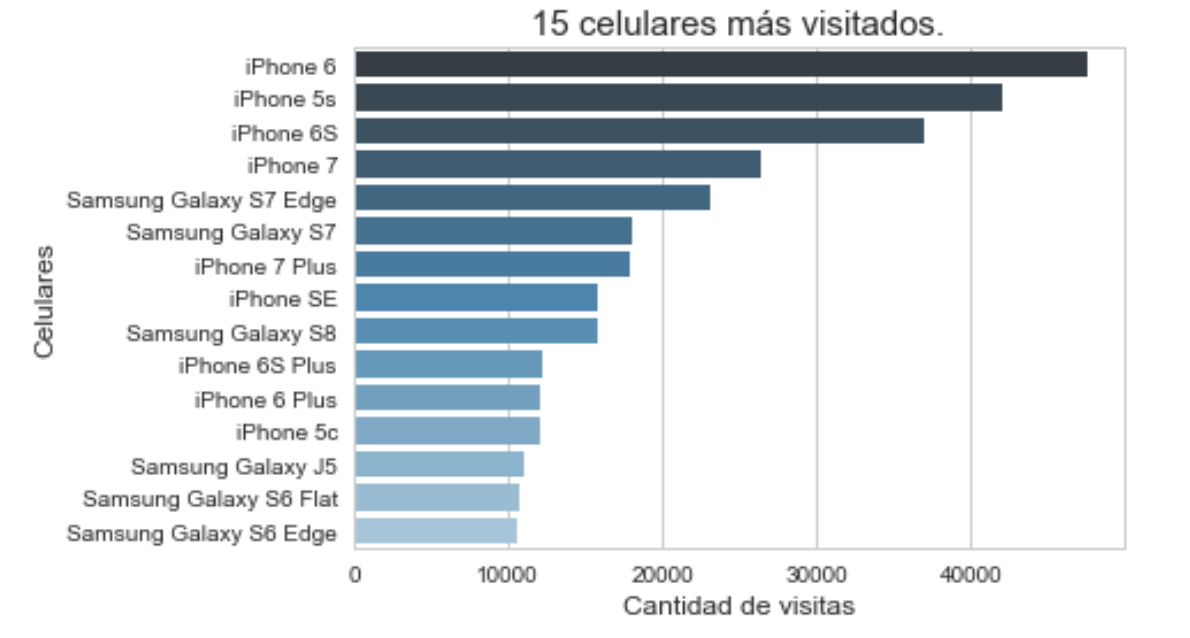 15 celulares más visitados.
iPhone 6
iPhone 5s
iPhone 6S
iPhone 7
Samsung Galaxy S7 Edge
Samsung Galaxy S7
iPhone 7 Plus
iPhone SE
Samsung Galaxy S8
iPhone 6S Plus
iPhone 6 Plus
iPhone 5c
Samsung Galaxy J5
Samsung Galaxy S6 Flat
Samsung Galaxy S6 Edge
Celulares
0 10000 20000 30000 40000
Cantidad de visitas